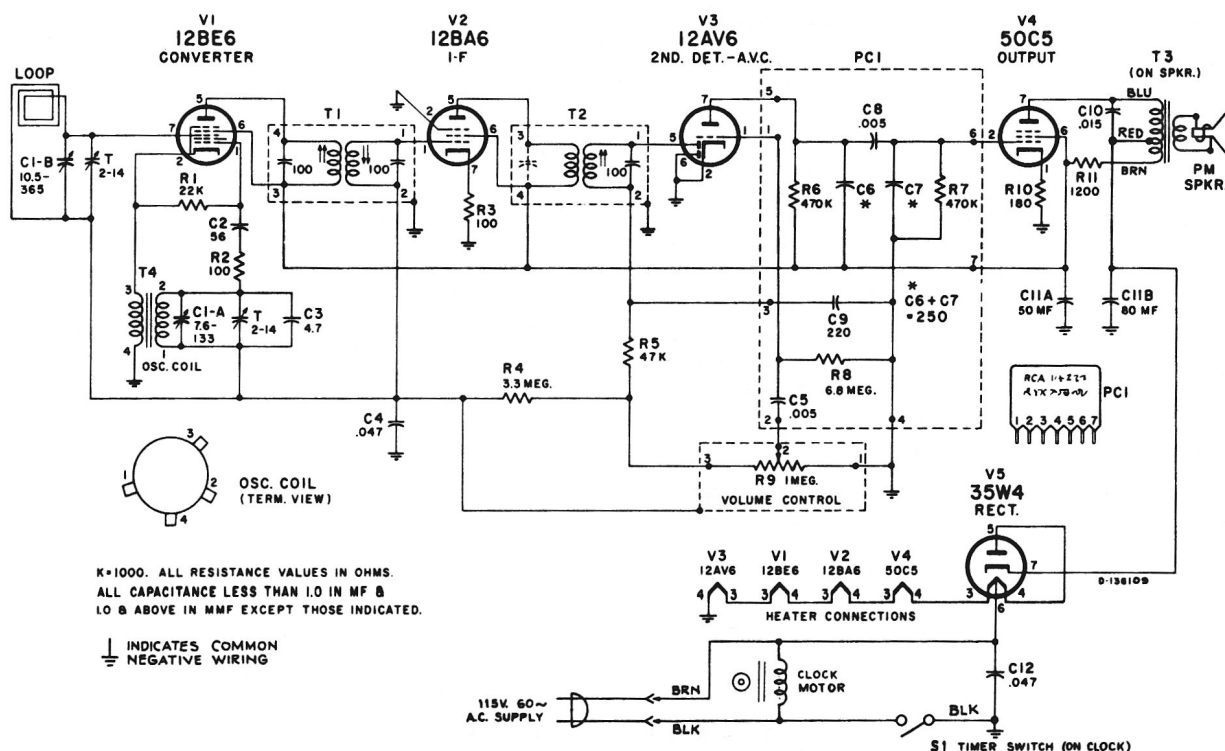 V1
12BE6
CONVERTER
V2
12BA6
I-F
V3
12AV6
2ND. DET.-A.V.C.
PC1
V4
50C5
OUTPUT
T3
(ON SPKR.)
LOOP
C1-B
10.5-
365
T
2-14
7
5
6
2
1
R1
22K
C2
56
R2
100
T4
3
2
4
1
C1-A
7.6-
133
T
2-14
C3
4.7
OSC. COIL
T1
4
1
100
100
3
2
2
5
6
1
7
R3
100
T2
3
1
100
4
2
7
5
6
1
2
5
C8
.005
6
R6
470K
C6
*
C7
*
R7
470K
7
*
C6+C7
=250
3
C9
220
R8
6.8 MEG.
C5
.005
2
4
7
2
6
1
R10
180
R11
1200
C10
.015
BLU
RED
BRN
PM
SPKR.
C11A
50 MF
C11B
80 MF
R5
47K
R4
3.3 MEG.
C4
.047
3
2
1
R9 1MEG.
VOLUME CONTROL
RCA
PC1
1 2 3 4 5 6 7
3
1
2
4
OSC. COIL
(TERM. VIEW)
V5
35W4
RECT.
5
7
3
4
6
D-136109
V3
12AV6
V1
12BE6
V2
12BA6
V4
50C5
4 3 3 4 4 3 3 4
HEATER CONNECTIONS
K=1000. ALL RESISTANCE VALUES IN OHMS.
ALL CAPACITANCE LESS THAN 1.0 IN MF &
1.0 & ABOVE IN MMF EXCEPT THOSE INDICATED.
INDICATES COMMON
NEGATIVE WIRING
115V. 60~
A.C. SUPPLY
BRN
BLK
CLOCK
MOTOR
C12
.047
BLK
S1 TIMER SWITCH (ON CLOCK)